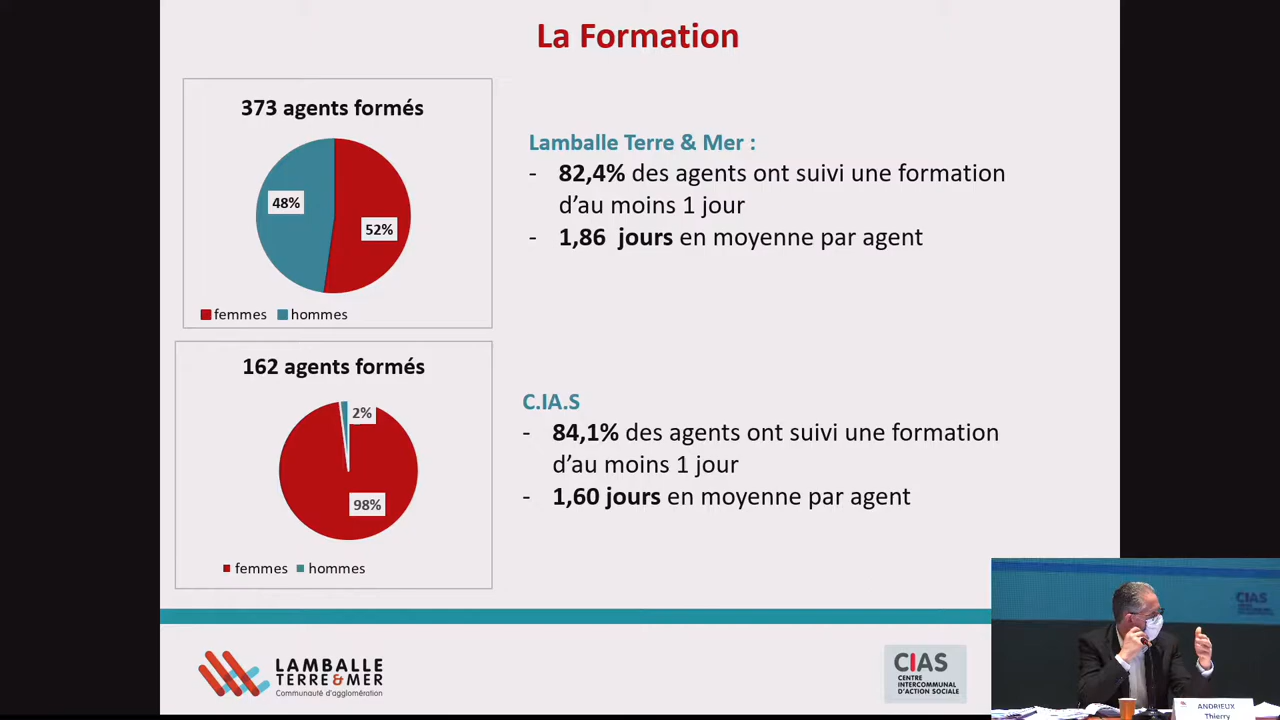 La Formation
373 agents formés
48%
52%
femmes hommes
Lamballe Terre & Mer :
- 82,4% des agents ont suivi une formation
d'au moins 1 jour
- 1,86 jours en moyenne par agent
162 agents formés
2%
98%
femmes hommes
C.IA.S
- 84,1% des agents ont suivi une formation
d'au moins 1 jour
- 1,60 jours en moyenne par agent
LAMBALLE
TERRE & MER
Communauté d'agglomération
CIAS
CENTRE
INTERCOMMUNAL
D'ACTION SOCIALE
CIAS
ANDRIEUX
Thierry